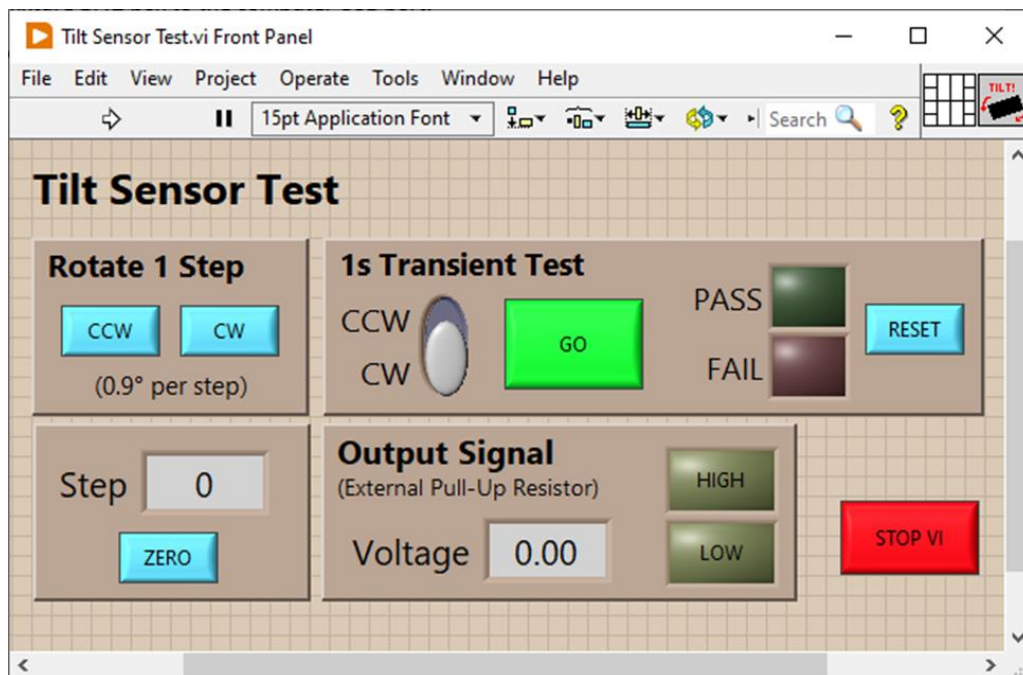 Tilt Sensor Test.vi Front Panel
File Edit View Project Operate Tools Window Help
15pt Application Font
Search
TILT!
Tilt Sensor Test
Rotate 1 Step
CCW CW
(0.9° per step)
1s Transient Test
CCW
CW
GO
PASS
FAIL
RESET
Step 0
ZERO
Output Signal
(External Pull-Up Resistor)
Voltage 0.00
HIGH
LOW
STOP VI